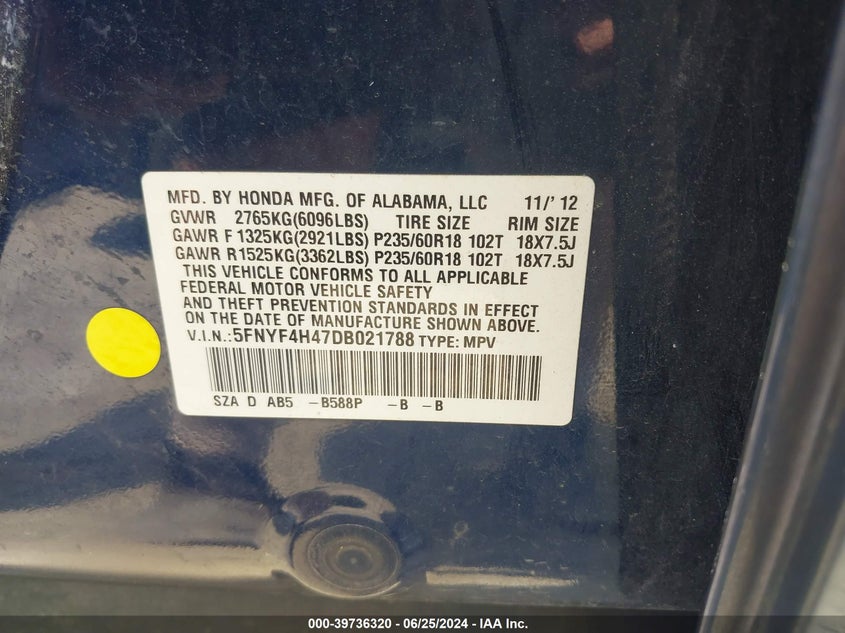 MFD. BY HONDA MFG. OF ALABAMA, LLC 11/' 12
GVWR 2765KG(6096LBS) TIRE SIZE RIM SIZE
GAWR F 1325KG(2921LBS) P235/60R18 102T 18X7.5J
GAWR R1525KG(3362LBS) P235/60R18 102T 18X7.5J
THIS VEHICLE CONFORMS TO ALL APPLICABLE
FEDERAL MOTOR VEHICLE SAFETY
AND THEFT PREVENTION STANDARDS IN EFFECT
ON THE DATE OF MANUFACTURE SHOWN ABOVE.
V.I.N.:5FNYF4H47DB021788 TYPE: MPV
SZA D AB5 -B588P -B -B
000-39736320 / 06/25/2024 - IAA Inc.